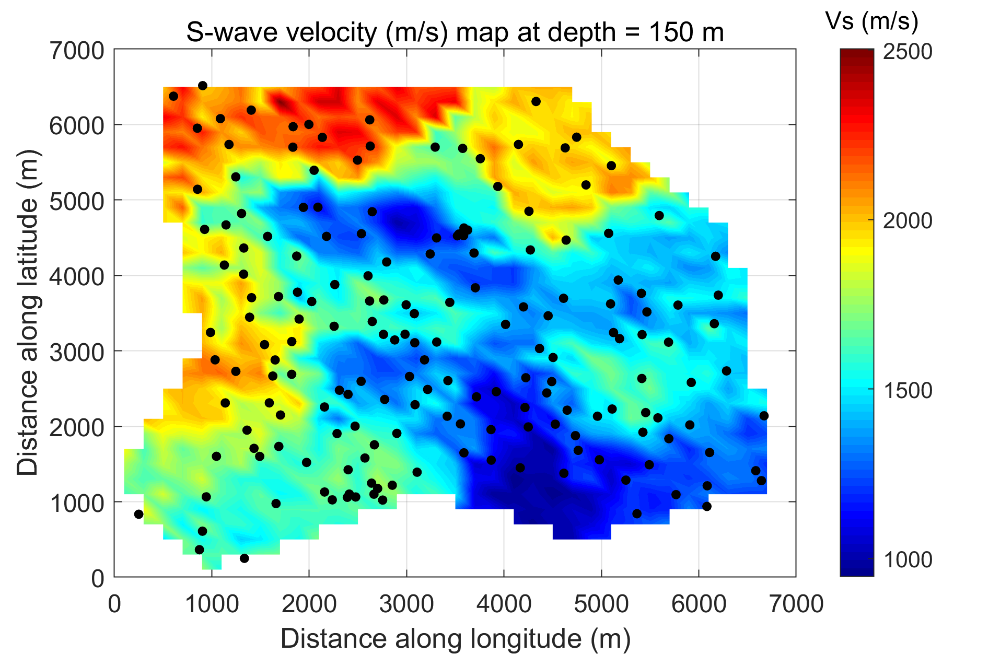 S-wave velocity (m/s) map at depth = 150 m
Vs (m/s)
7000
6000
5000
4000
3000
2000
1000
0
Distance along latitude (m)
0 1000 2000 3000 4000 5000 6000 7000
Distance along longitude (m)
2500
2000
1500
1000